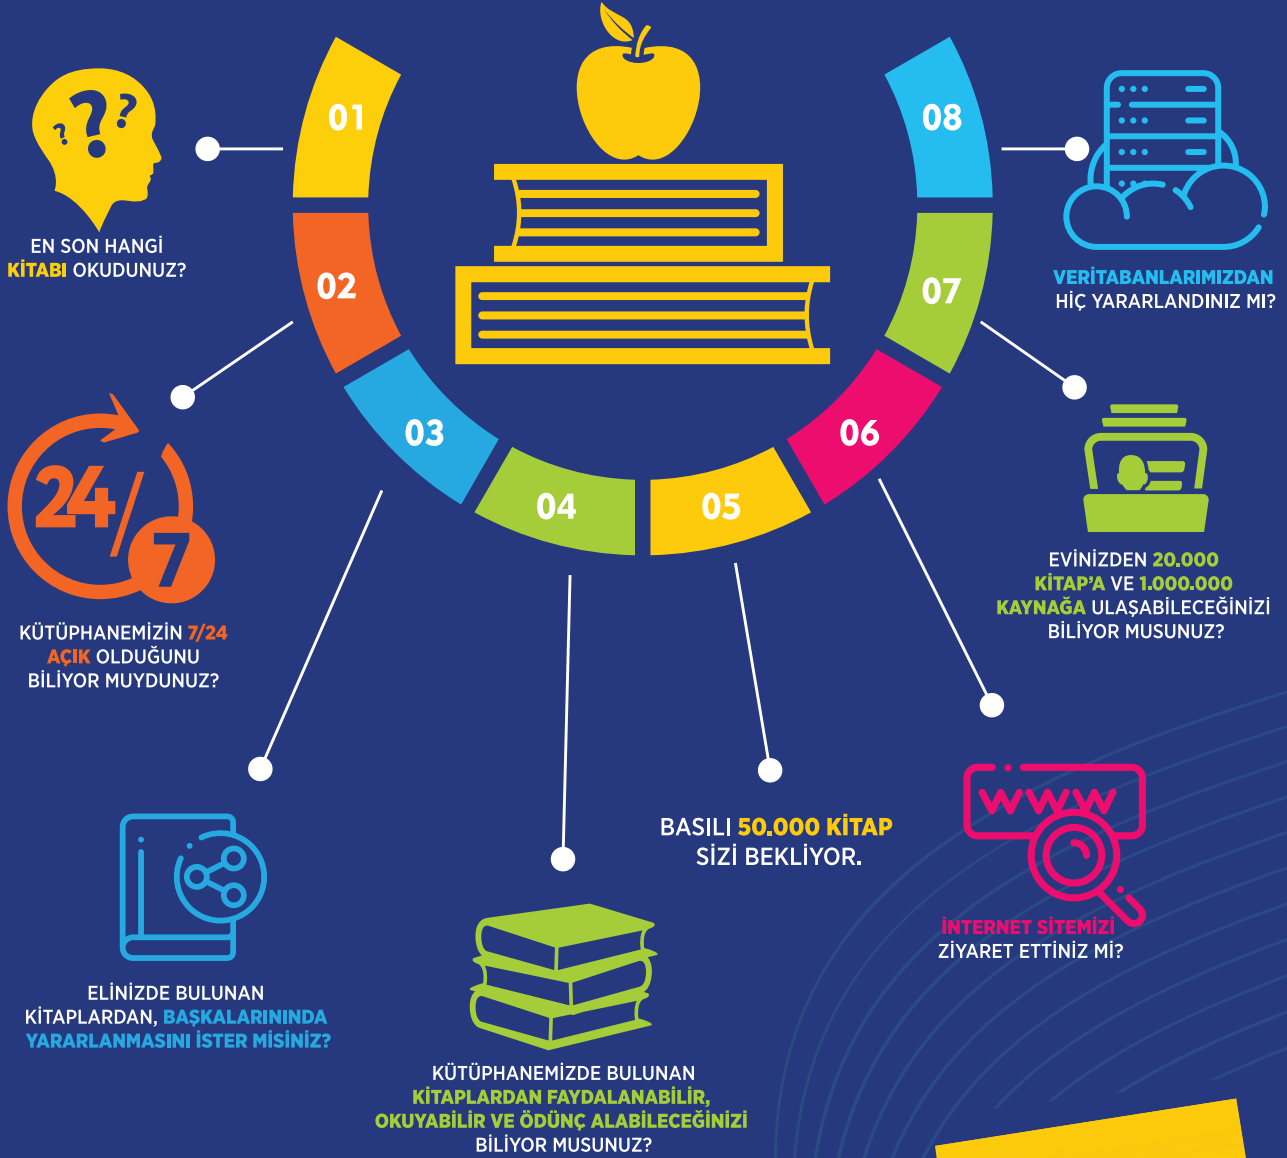 01
EN SON HANGİ
KİTABI OKUDUNUZ?
02
24/7
KÜTÜPHANEMİZİN 7/24
AÇIK OLDUĞUNU
BİLİYOR MUYDUNUZ?
03
ELİNİZDE BULUNAN
KİTAPLARDAN, BAŞKALARININDA
YARARLANMASINI İSTER MİSİNİZ?
04
KÜTÜPHANEMİZDE BULUNAN
KİTAPLARDAN FAYDALANABİLİR,
OKUYABİLİR VE ÖDÜNÇ ALABİLECEĞİNİZİ
BİLİYOR MUSUNUZ?
05
BASILI 50.000 KİTAP
SİZİ BEKLİYOR.
06
WWW
İNTERNET SİTEMİZİ
ZİYARET ETTİNİZ Mİ?
07
EVİNİZDEN 20.000
KİTAP'A VE 1.000.000
KAYNAĞA ULAŞABİLECEĞİNİZİ
BİLİYOR MUSUNUZ?
08
VERİTABANLARIMIZDAN
HİÇ YARARLANDINIZ MI?